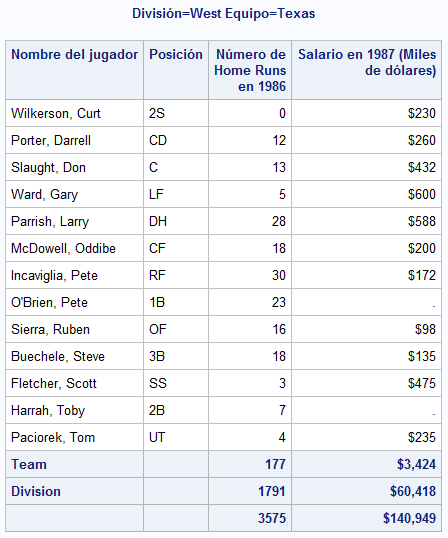 División=West Equipo=Texas
Nombre del jugador Posición Número de Home Runs en 1986 Salario en 1987 (Miles de dólares)
Wilkerson, Curt 2S 0 $230
Porter, Darrell CD 12 $260
Slaught, Don C 13 $432
Ward, Gary LF 5 $600
Parrish, Larry DH 28 $588
McDowell, Oddibe CF 18 $200
Incaviglia, Pete RF 30 $172
O'Brien, Pete 1B 23 .
Sierra, Ruben OF 16 $98
Buechele, Steve 3B 18 $135
Fletcher, Scott SS 3 $475
Harrah, Toby 2B 7 .
Paciorek, Tom UT 4 $235
Team 177 $3,424
Division 1791 $60,418
3575 $140,949